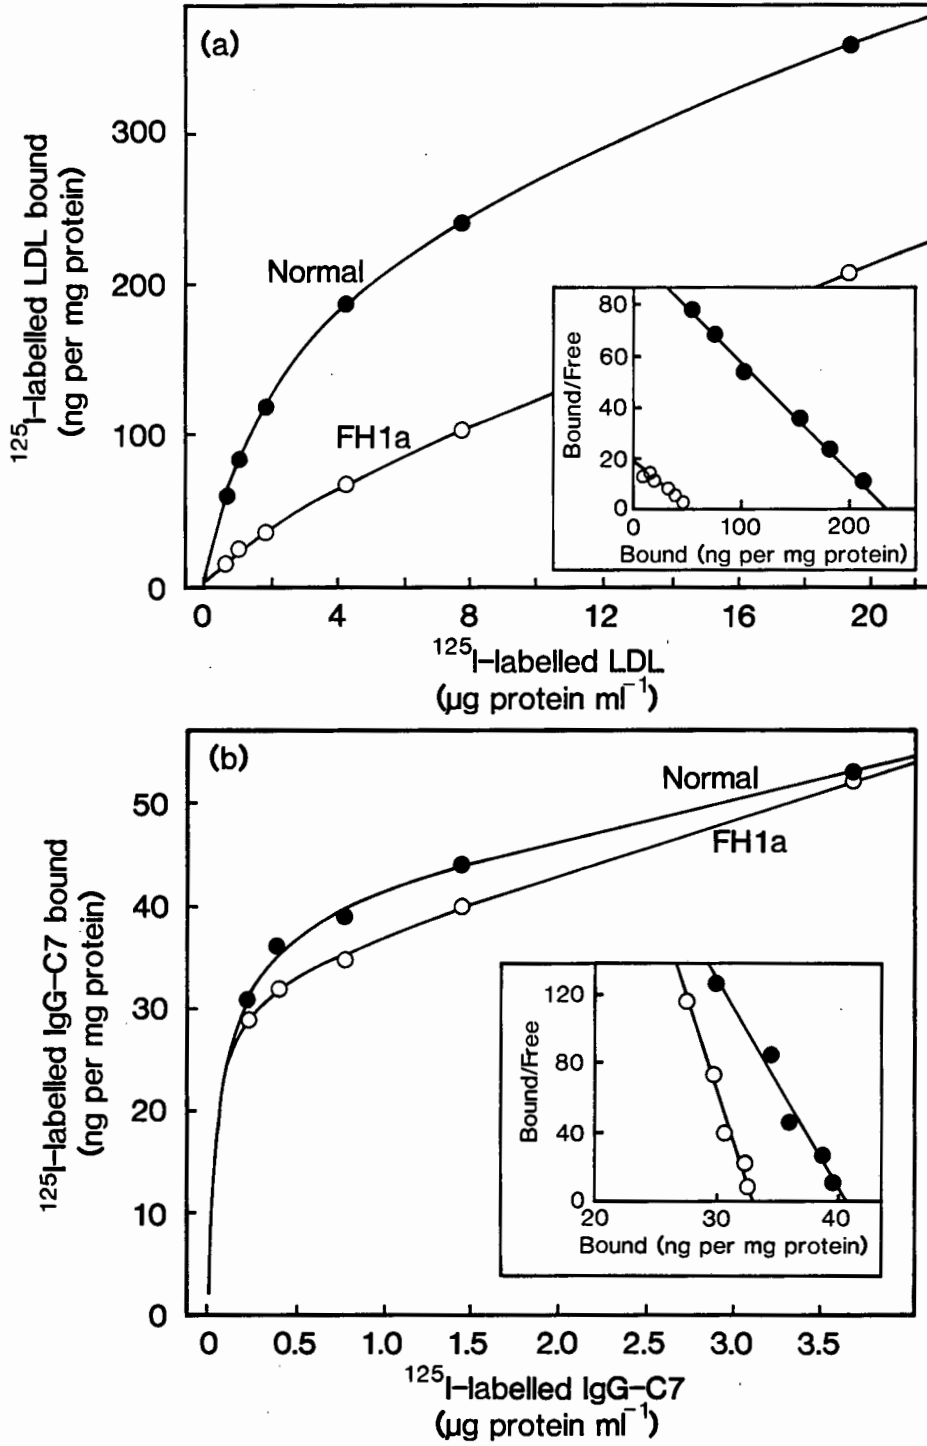 (a)
¹²⁵I–labelled LDL bound
(ng per mg protein)
300
200
100
0
Normal
FH1a
0 4 8 12 16 20
¹²⁵I–labelled LDL
(μg protein ml⁻¹)
Bound/Free
80
60
40
20
0
0 100 200
Bound (ng per mg protein)
(b)
¹²⁵I–labelled IgG–C7 bound
(ng per mg protein)
50
40
30
20
10
0
Normal
FH1a
0 0.5 1.0 1.5 2.0 2.5 3.0 3.5
¹²⁵I–labelled IgG–C7
(μg protein ml⁻¹)
Bound/Free
120
80
40
0
20 30 40
Bound (ng per mg protein)